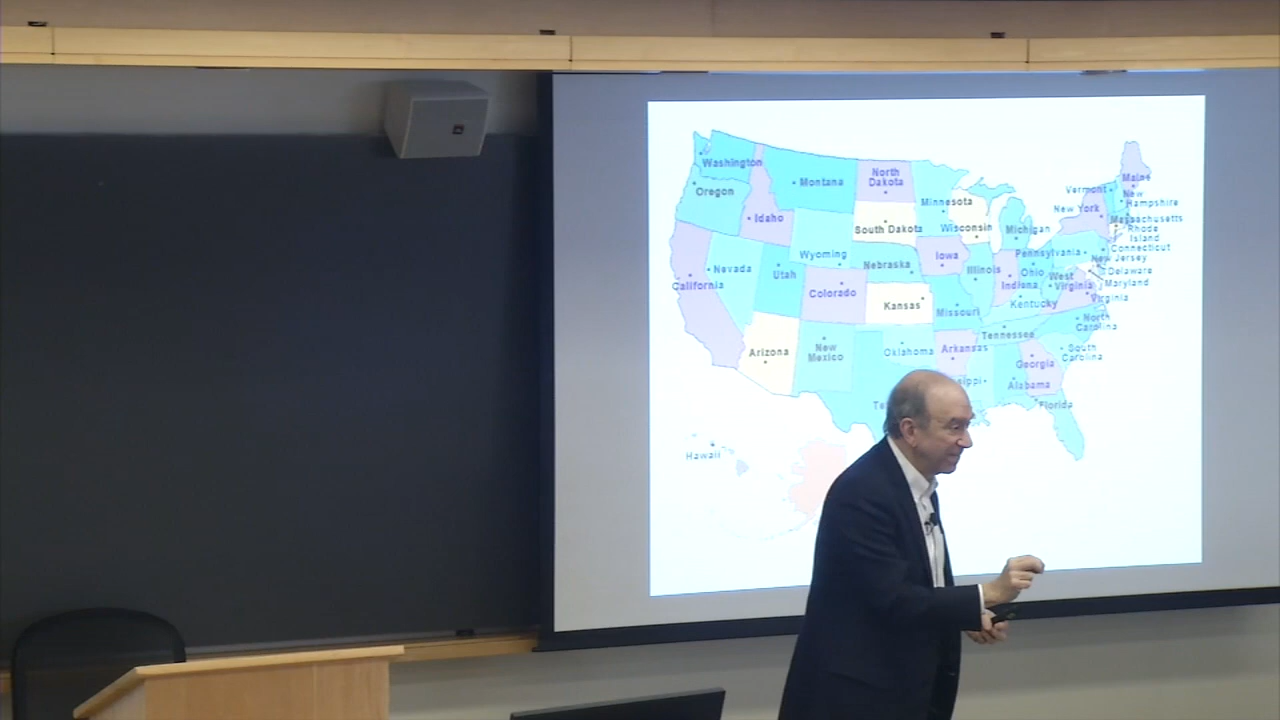 Washington
Montana
North
Dakota
Minnesota
Maine
Vermont
New
Hampshire
Oregon
Idaho
South Dakota
Wisconsin
Michigan
New York
Massachusetts
Rhode
Island
Connecticut
Wyoming
Iowa
Pennsylvania
New Jersey
Nevada
Utah
Nebraska
Illinois
Indiana
Ohio
West
Virginia
Delaware
Maryland
California
Colorado
Kansas
Missouri
Kentucky
Virginia
North
Carolina
Arizona
New
Mexico
Oklahoma
Arkansas
Tennessee
South
Carolina
Georgia
Te
sippi
Alabama
Florida
Hawaii